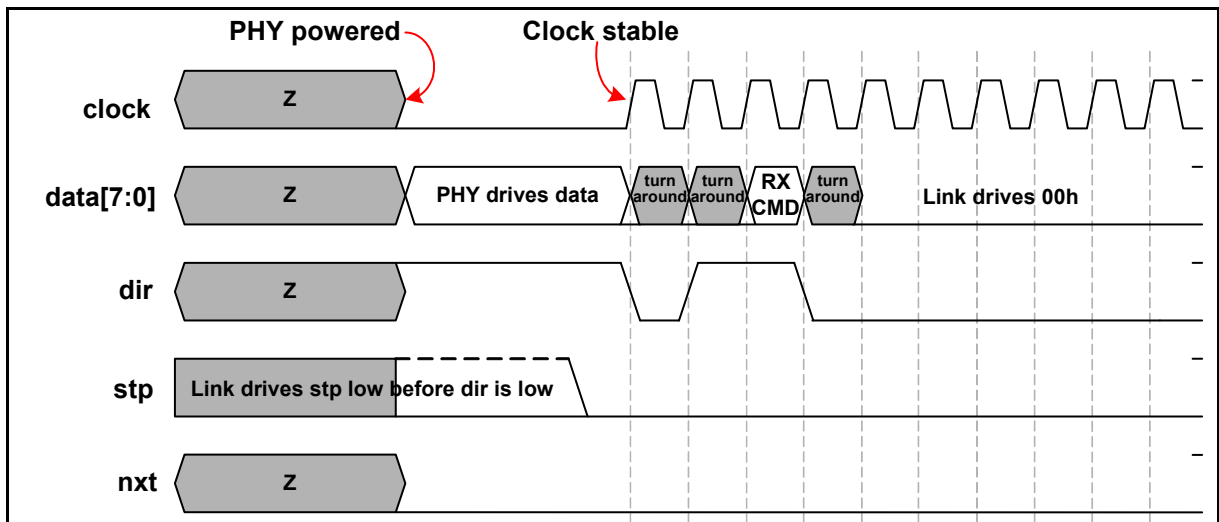 PHY powered
Clock stable
clock
Z
data[7:0]
Z
PHY drives data
turn
around
turn
around
RX
CMD
turn
around
Link drives 00h
dir
Z
stp
Link drives stp low before dir is low
nxt
Z